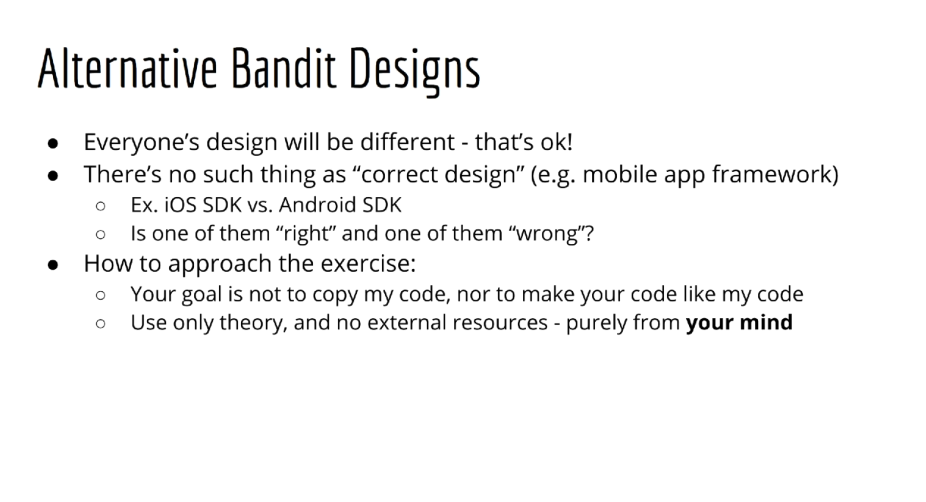 Alternative Bandit Designs
● Everyone’s design will be different - that’s ok!
● There’s no such thing as “correct design” (e.g. mobile app framework)
○ Ex. iOS SDK vs. Android SDK
○ Is one of them “right” and one of them “wrong”?
● How to approach the exercise:
○ Your goal is not to copy my code, nor to make your code like my code
○ Use only theory, and no external resources - purely from your mind